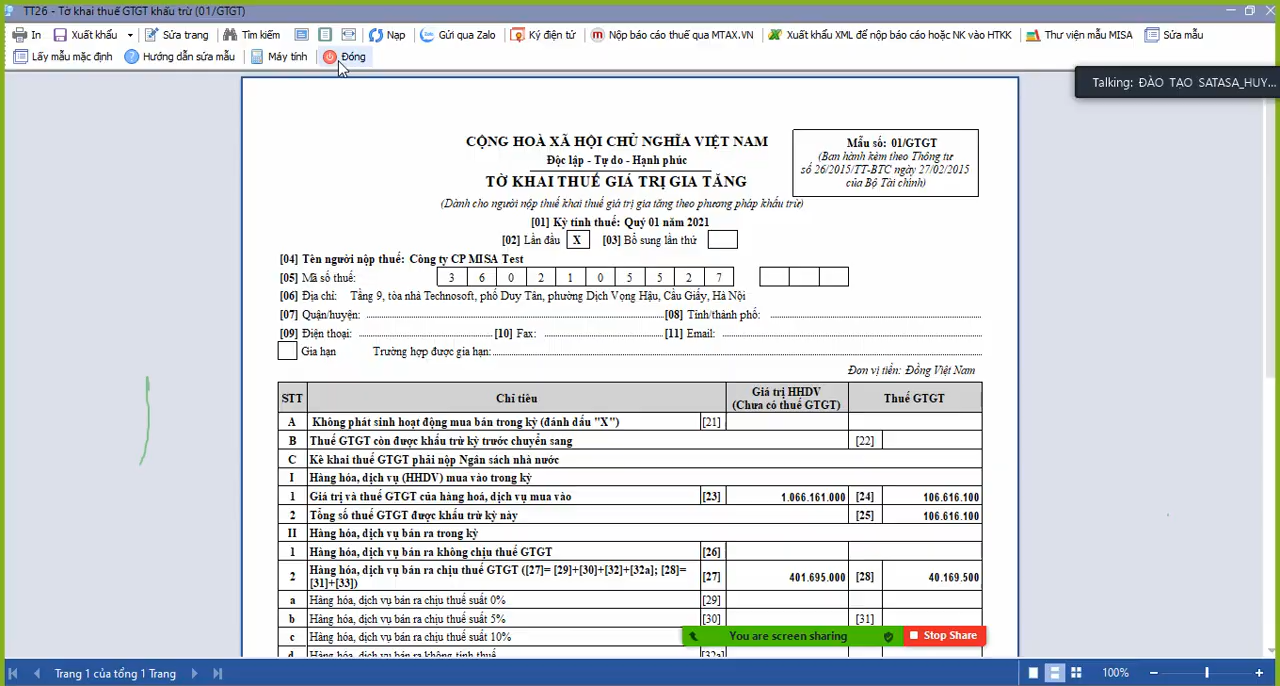 TT26 - Tờ khai thuế GTGT khấu trừ (01/GTGT)
In Xuất khẩu Sửa trang Tìm kiếm Nạp Gửi qua Zalo Ký điện tử Nộp báo cáo thuế qua MTAX.VN Xuất khẩu XML để nộp báo cáo hoặc NK vào HTKK Thư viện mẫu MISA Sửa mẫu
Lấy mẫu mặc định Hướng dẫn sửa mẫu Máy tính Đóng
Talking: ĐÀO TẠO SATASA_HUY...
CỘNG HOÀ XÃ HỘI CHỦ NGHĨA VIỆT NAM
Độc lập - Tự do - Hạnh phúc
TỜ KHAI THUẾ GIÁ TRỊ GIA TĂNG
(Dành cho người nộp thuế khai thuế giá trị gia tăng theo phương pháp khấu trừ)
Mẫu số: 01/GTGT
(Ban hành kèm theo Thông tư
số 26/2015/TT-BTC ngày 27/02/2015
của Bộ Tài chính)
[01] Kỳ tính thuế: Quý 01 năm 2021
[02] Lần đầu X [03] Bổ sung lần thứ
[04] Tên người nộp thuế: Công ty CP MISA Test
[05] Mã số thuế: 3 6 0 2 1 0 5 5 2 7
[06] Địa chỉ: Tầng 9, tòa nhà Technosoft, phố Duy Tân, phường Dịch Vọng Hậu, Cầu Giấy, Hà Nội
[07] Quận/huyện: [08] Tỉnh/thành phố:
[09] Điện thoại: [10] Fax: [11] Email:
Gia hạn Trường hợp được gia hạn:
Đơn vị tiền: Đồng Việt Nam
STT Chỉ tiêu Giá trị HHDV (Chưa có thuế GTGT) Thuế GTGT
A Không phát sinh hoạt động mua bán trong kỳ (đánh dấu "X") [21]
B Thuế GTGT còn được khấu trừ kỳ trước chuyển sang [22]
C Kê khai thuế GTGT phải nộp Ngân sách nhà nước
I Hàng hóa, dịch vụ (HHDV) mua vào trong kỳ
1 Giá trị và thuế GTGT của hàng hoá, dịch vụ mua vào [23] 1.066.161.000 [24] 106.616.100
2 Tổng số thuế GTGT được khấu trừ kỳ này [25] 106.616.100
II Hàng hóa, dịch vụ bán ra trong kỳ
1 Hàng hóa, dịch vụ bán ra không chịu thuế GTGT [26]
2 Hàng hóa, dịch vụ bán ra chịu thuế GTGT ([27]= [29]+[30]+[32]+[32a]; [28]= [27] 401.695.000 [28] 40.169.500
[31]+[33])
a Hàng hóa, dịch vụ bán ra chịu thuế suất 0% [29]
b Hàng hóa, dịch vụ bán ra chịu thuế suất 5% [30] [31]
c Hàng hóa, dịch vụ bán ra chịu thuế suất 10%
d Hàng hóa, dịch vụ bán ra không tính thuế [32a]
You are screen sharing Stop Share
Trang 1 của tổng 1 Trang 100%